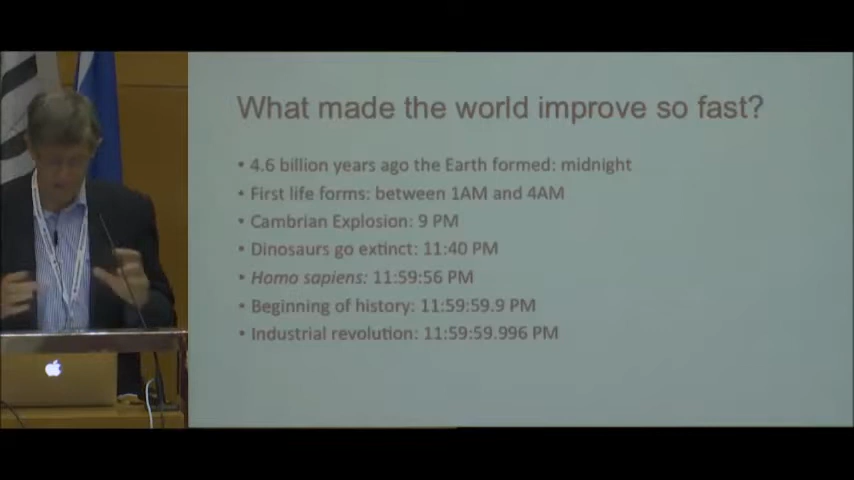 What made the world improve so fast?
• 4.6 billion years ago the Earth formed: midnight
• First life forms: between 1AM and 4AM
• Cambrian Explosion: 9 PM
• Dinosaurs go extinct: 11:40 PM
• Homo sapiens: 11:59:56 PM
• Beginning of history: 11:59:59.9 PM
• Industrial revolution: 11:59:59.996 PM